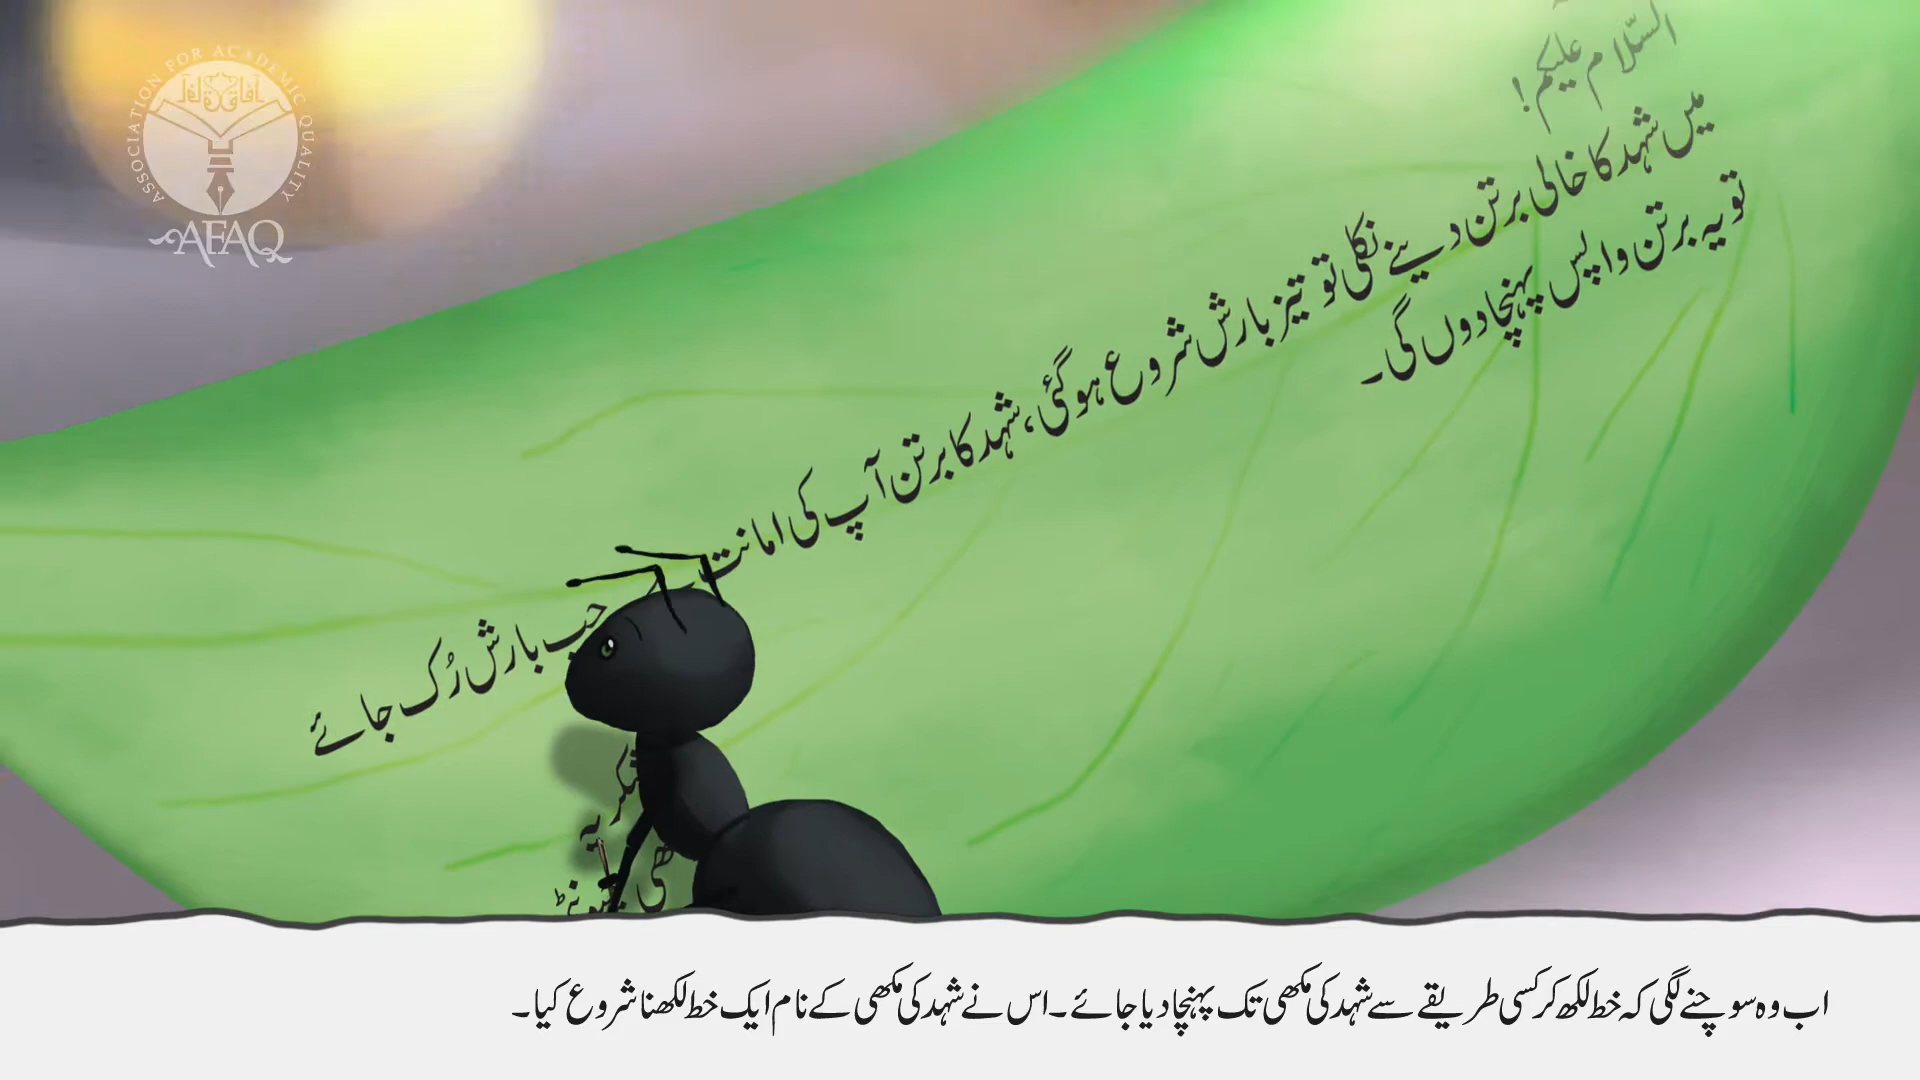 ASSOCIATION FOR ACADEMIC QUALITY
AFAQ
السّلام علیکم!
میں شہد کا خالی برتن دینے نکلی تو تیز بارش شروع ہوگئی، شہد کا برتن آپ کی امانت جب بارش رُک جائے
تو یہ برتن واپس پہنچا دوں گی۔
اب وہ سوچنے لگی کہ خط لکھ کر کسی طریقے سے شہد کی مکھی تک پہنچا دیا جائے۔ اس نے شہد کی مکھی کے نام ایک خط لکھنا شروع کیا۔